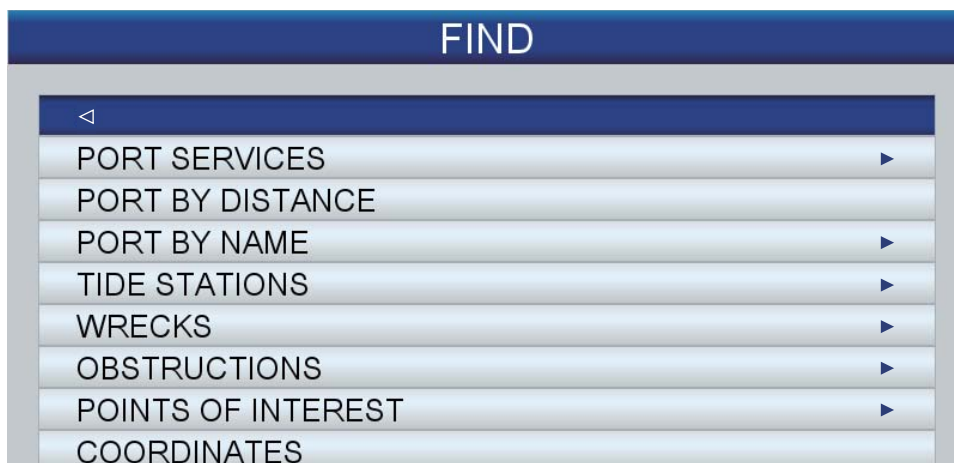 FIND
PORT SERVICES
PORT BY DISTANCE
PORT BY NAME
TIDE STATIONS
WRECKS
OBSTRUCTIONS
POINTS OF INTEREST
COORDINATES